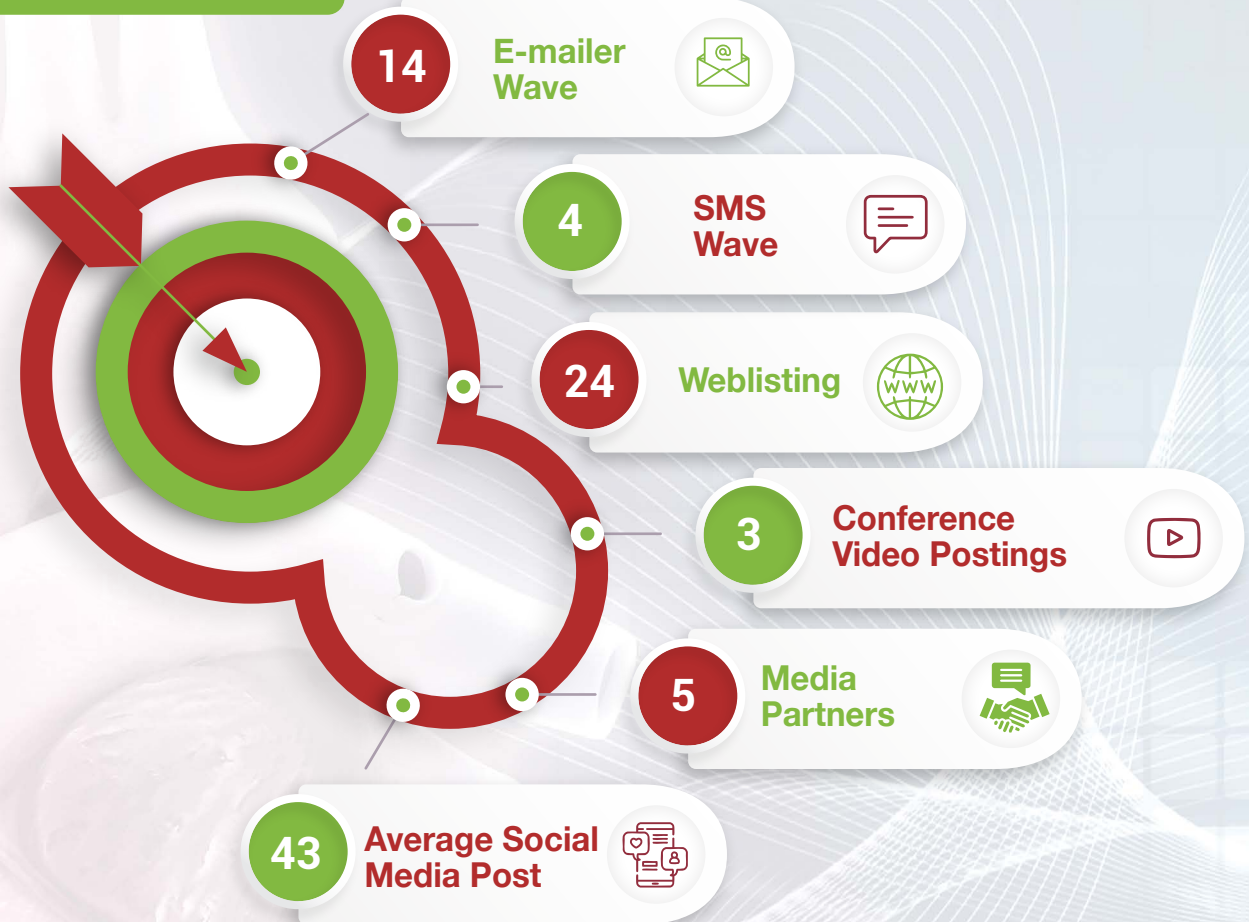 14
E-mailer
Wave
@
4
SMS
Wave
24
Weblisting
WWW
3
Conference
Video Postings
5
Media
Partners
43
Average Social
Media Post